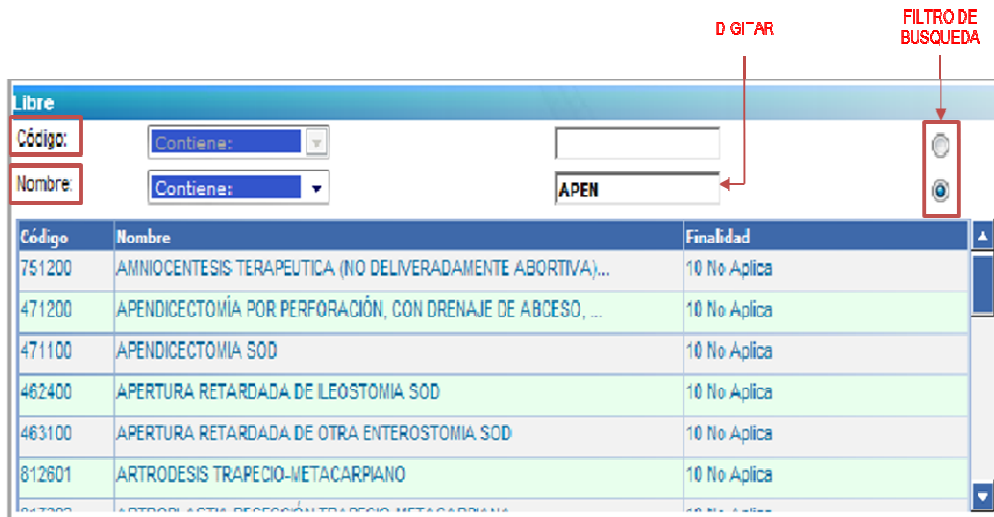 DIGITAR
FILTRO DE
BUSQUEDA
Libre
Código:
Contiene:
Nombre:
Contiene:
APEN
Código Nombre Finalidad
751200 AMNIOCENTESIS TERAPEUTICA (NO DELIVERADAMENTE ABORTIVA)... 10 No Aplica
471200 APENDICECTOMÍA POR PERFORACIÓN, CON DRENAJE DE ABCESO, ... 10 No Aplica
471100 APENDICECTOMIA SOD 10 No Aplica
462400 APERTURA RETARDADA DE ILEOSTOMIA SOD 10 No Aplica
463100 APERTURA RETARDADA DE OTRA ENTEROSTOMIA SOD 10 No Aplica
812601 ARTRODESIS TRAPECIO-METACARPIANO 10 No Aplica